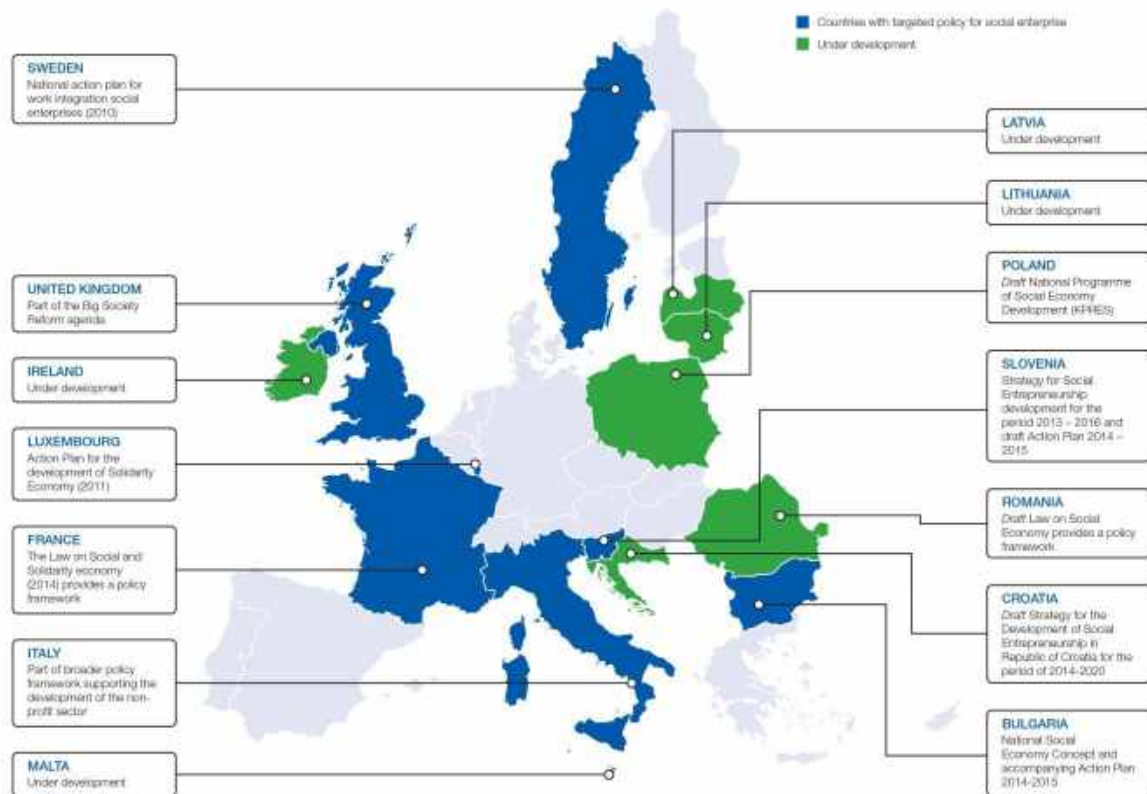 Countries with targeted policy for social enterprise
Under development
SWEDEN
National action plan for
work integration social
enterprises (2010)
UNITED KINGDOM
Part of the Big Society
Reform agenda
IRELAND
Under development
LUXEMBOURG
Action Plan for the
development of Solidarity
Economy (2011)
FRANCE
The Law on Social and
Solidarity economy
(2014) provides a policy
framework
ITALY
Part of broader policy
framework supporting the
development of the non-
profit sector
MALTA
Under development
LATVIA
Under development
LITHUANIA
Under development
POLAND
Draft National Programme
of Social Economy
Development (KPRES)
SLOVENIA
Strategy for Social
Entrepreneurship
development for the
period 2013 – 2016 and
draft Action Plan 2014 –
2015
ROMANIA
Draft Law on Social
Economy provides a policy
framework
CROATIA
Draft Strategy for the
Development of Social
Entrepreneurship in
Republic of Croatia for the
period of 2014-2020
BULGARIA
National Social
Economy Concept and
accompanying Action Plan
2014-2015